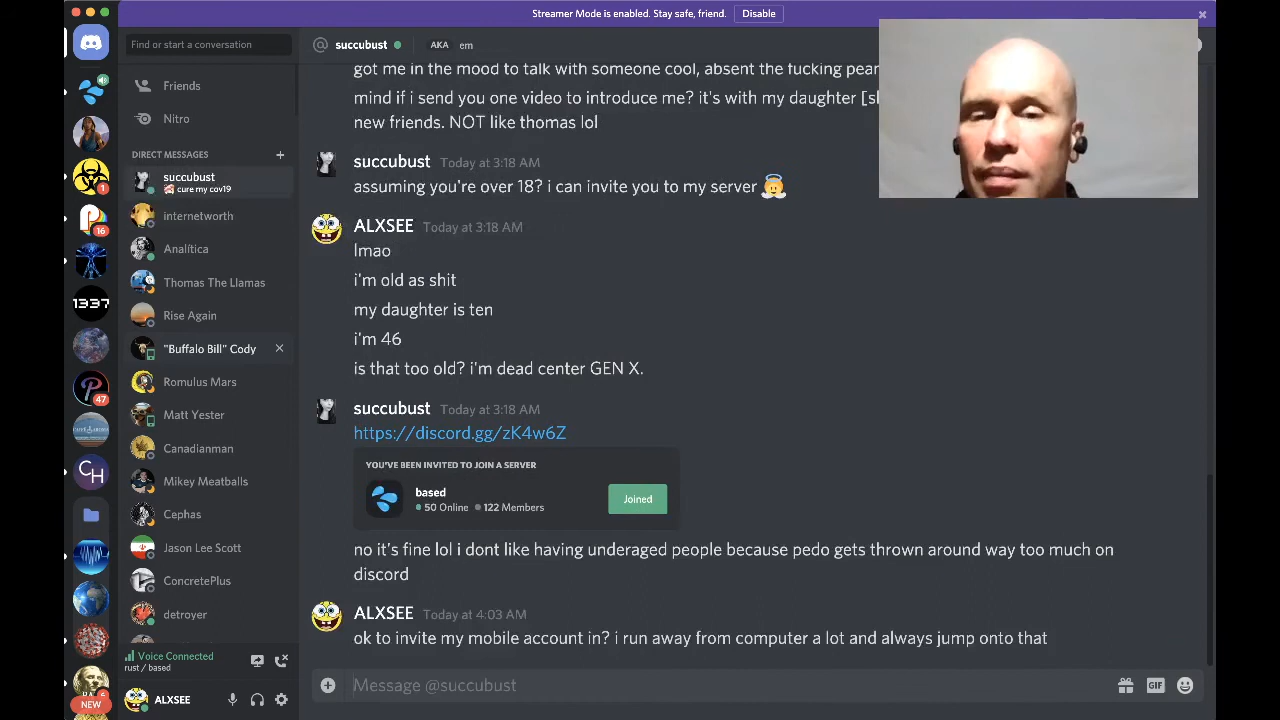 Streamer Mode is enabled. Stay safe, friend. Disable
Find or start a conversation
succubust AKA em
Friends
Nitro
DIRECT MESSAGES
succubust
cure my cov19
internetworth
Analítica
Thomas The Llamas
Rise Again
"Buffalo Bill" Cody
Romulus Mars
Matt Yester
Canadianman
Mikey Meatballs
Cephas
Jason Lee Scott
ConcretePlus
detroyer
Voice Connected
rust / based
ALXSEE
1
16
1337
47
CH
6
NEW
got me in the mood to talk with someone cool, absent the fucking
mind if i send you one video to introduce me? it's with my daughter
new friends. NOT like thomas lol
succubust Today at 3:18 AM
assuming you're over 18? i can invite you to my server
ALXSEE Today at 3:18 AM
lmao
i'm old as shit
my daughter is ten
i'm 46
is that too old? i'm dead center GEN X.
succubust Today at 3:18 AM
https://discord.gg/zK4w6Z
YOU'VE BEEN INVITED TO JOIN A SERVER
based
50 Online 122 Members
Joined
no it's fine lol i dont like having underaged people because pedo gets thrown around way too much on
discord
ALXSEE Today at 4:03 AM
ok to invite my mobile account in? i run away from computer a lot and always jump onto that
Message @succubust
GIF